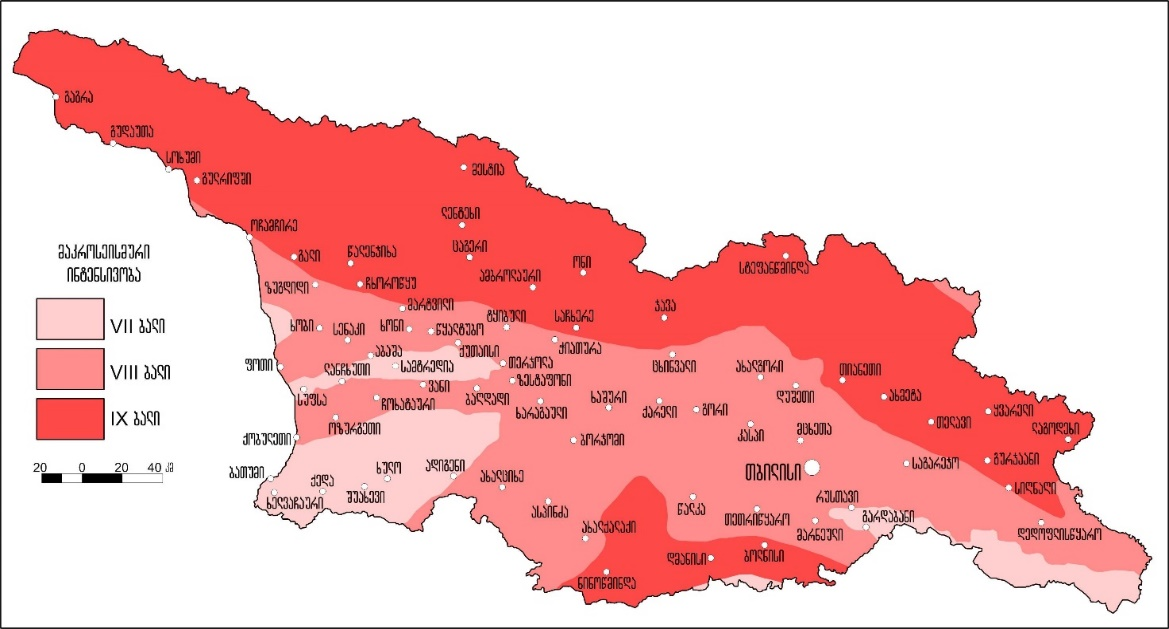 გაგრა
გუდაუთა
სოხუმი
გულრიფში
მესტია
ოჩამჩირე
ლენტეხი
გალი
წალენჯიხა
ცაგერი
ონი
სტეფანწმინდა
მაკროსეისმური
ინტენსივობა
ზუგდიდი
ჩხოროწყუ
ამბროლაური
მარტვილი
ტყიბული
საჩხერე
ჯავა
VII ბალი
ხობი
სენაკი
ხონი
წყალტუბო
ქუთაისი
ჭიათურა
VIII ბალი
ფოთი
აბაშა
სამტრედია
თერჯოლა
ცხინვალი
ახალგორი
თიანეთი
ლანჩხუთი
ვანი
ზესტაფონი
დუშეთი
ახმეტა
სუფსა
ჩოხატაური
ბაღდადი
ხარაგაული
ხაშური
ქარელი
გორი
ყვარელი
IX ბალი
ოზურგეთი
კასპი
მცხეთა
თელავი
ლაგოდეხი
ქობულეთი
ბორჯომი
20 0 20 40 კმ
ბათუმი
ხულო
ადიგენი
თბილისი
საგარეჯო
გურჯაანი
ქედა
შუახევი
ახალციხე
ხელვაჩაური
ასპინძა
წალკა
რუსთავი
სიღნაღი
ახალქალაქი
თეთრიწყარო
მარნეული
გარდაბანი
დედოფლისწყარო
დმანისი
ბოლნისი
ნინოწმინდა